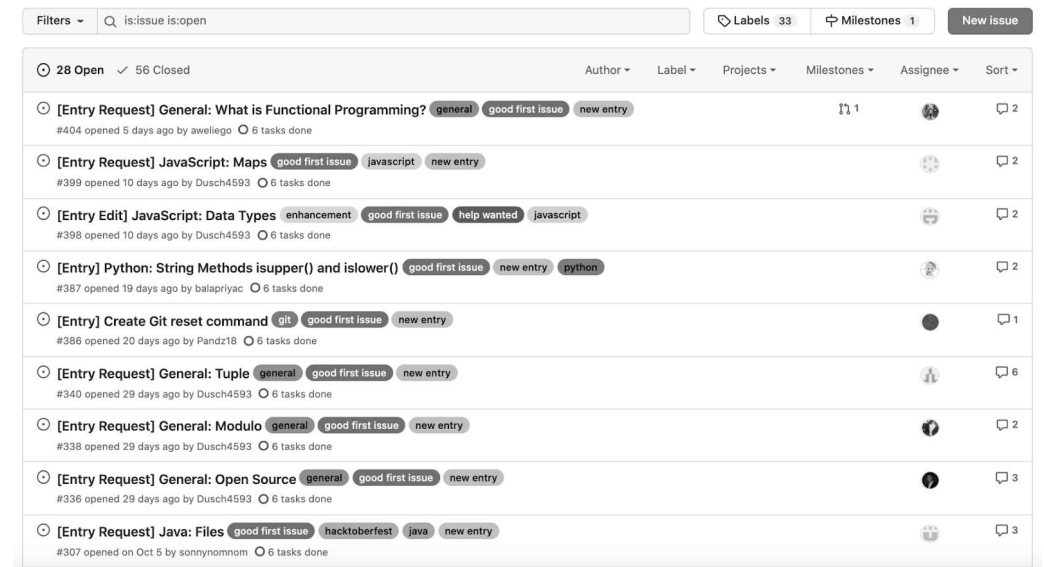 Filters
is:issue is:open
Labels 33
Milestones 1
New issue
28 Open 56 Closed Author Label Projects Milestones Assignee Sort
[Entry Request] General: What is Functional Programming? general good first issue new entry 1 2
#404 opened 5 days ago by aweliego 6 tasks done
[Entry Request] JavaScript: Maps good first issue javascript new entry 2
#399 opened 10 days ago by Dusch4593 6 tasks done
[Entry Edit] JavaScript: Data Types enhancement good first issue help wanted javascript 2
#398 opened 10 days ago by Dusch4593 6 tasks done
[Entry] Python: String Methods isupper() and islower() good first issue new entry python 2
#387 opened 19 days ago by balapriyac 6 tasks done
[Entry] Create Git reset command git good first issue new entry 1
#386 opened 20 days ago by Pandz18 6 tasks done
[Entry Request] General: Tuple general good first issue new entry 6
#340 opened 29 days ago by Dusch4593 6 tasks done
[Entry Request] General: Modulo general good first issue new entry 2
#338 opened 29 days ago by Dusch4593 6 tasks done
[Entry Request] General: Open Source general good first issue new entry 3
#336 opened 29 days ago by Dusch4593 6 tasks done
[Entry Request] Java: Files good first issue hacktoberfest java new entry 3
#307 opened on Oct 5 by sonnynomnom 6 tasks done